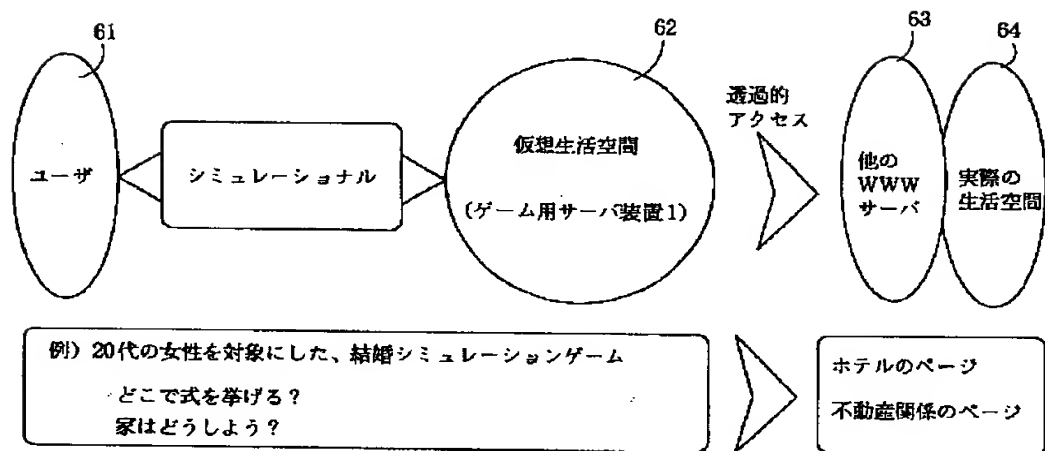 61
62
63
64
ユーザ
シミュレーショナル
仮想生活空間
(ゲーム用サーバ装置1)
透過的
アクセス
他の
WWW
サーバ
実際の
生活空間
例) 20代の女性を対象にした、結婚シミュレーションゲーム
どこで式を挙げる?
家はどうしよう?
ホテルのページ
不動産関係のページ